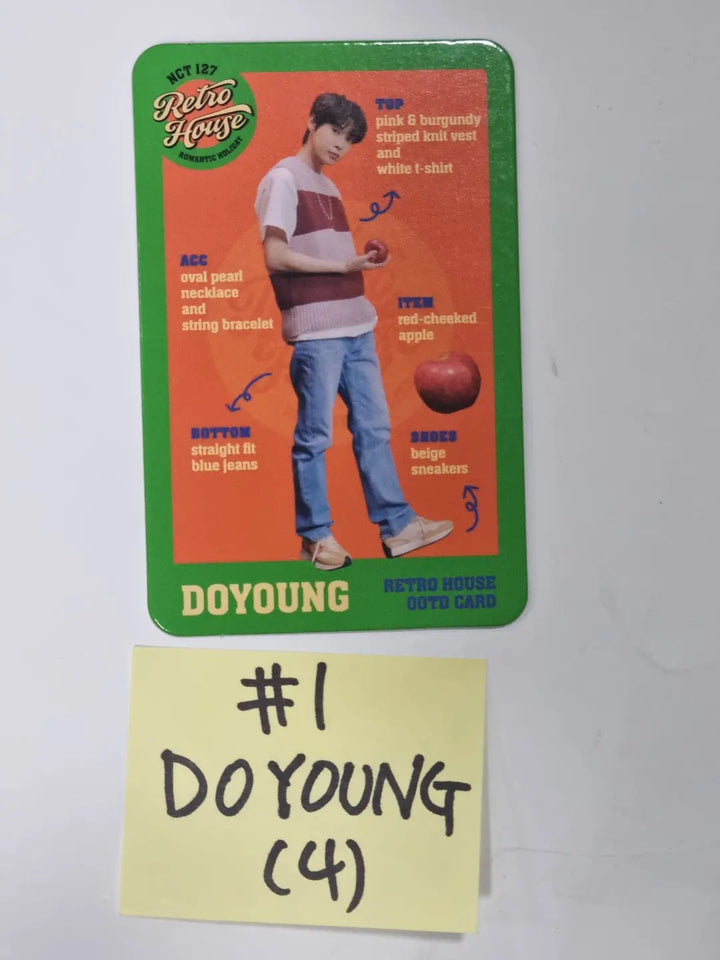 NCT 127
Retro
House
ROMANTIC HOLIDAY
TOP
pink & burgundy
striped knit vest
and
white t-shirt
ACC
oval pearl
necklace
and
string bracelet
ITEM
red-cheeked
apple
BOTTOM
straight fit
blue jeans
SHOES
beige
sneakers
DOYOUNG
RETRO HOUSE
OOTD CARD
#1
DOYOUNG
(4)